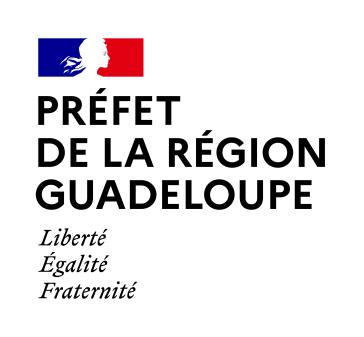 PRÉFET
DE LA RÉGION
GUADELOUPE
Liberté
Égalité
Fraternité